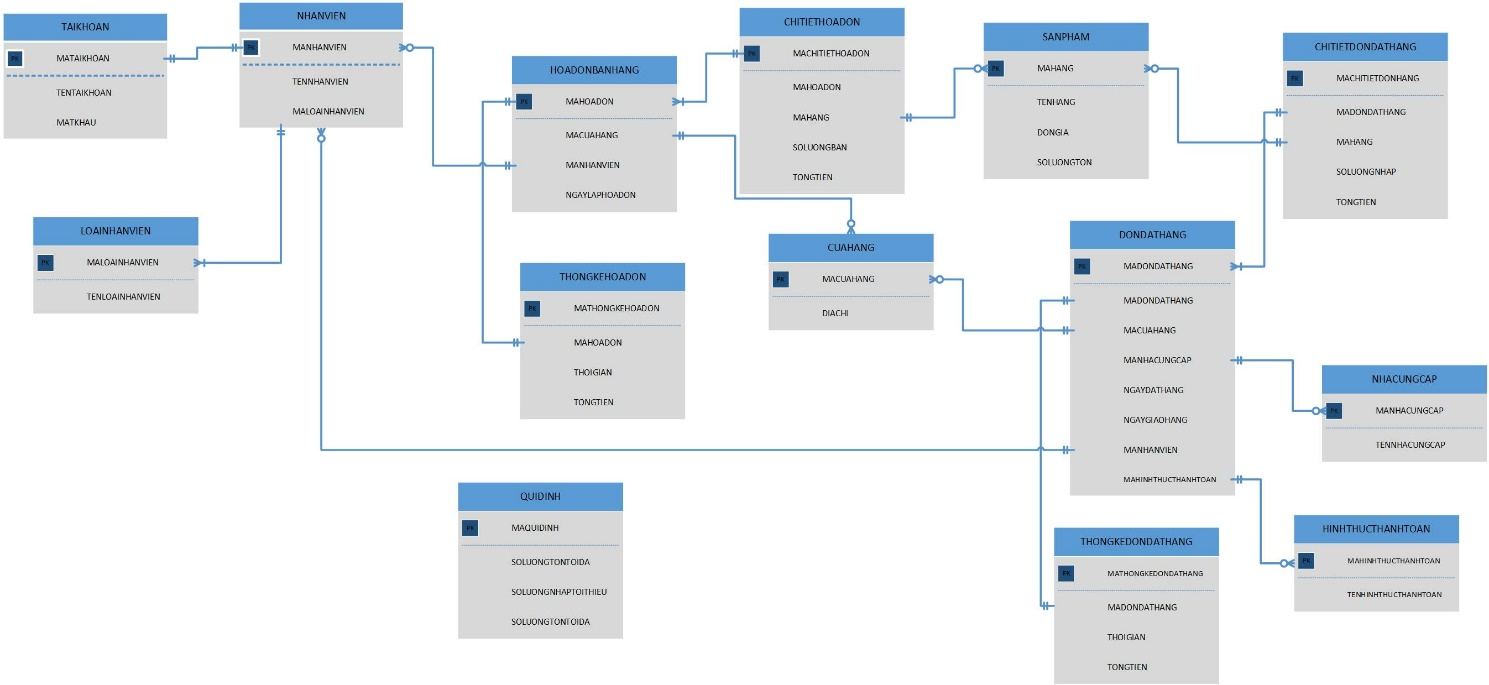 TAIKHOAN
PK MATAIKHOAN
TENTAIKHOAN
MATKHAU
NHANVIEN
PK MANHANVIEN
TENNHANVIEN
MALOAINHANVIEN
LOAINHANVIEN
PK MALOAINHANVIEN
TENLOAINHANVIEN
HOADONBANHANG
PK MAHOADON
MACUAHANG
MANHANVIEN
NGAYLAPHOADON
THONGKEHOADON
PK MATHONGKEHOADON
MAHOADON
THOIGIAN
TONGTIEN
QUIDINH
PK MAQUIDINH
SOLUONGTONTOIDA
SOLUONGNHAPTOITHIEU
SOLUONGTONTOIDA
CHITIETHOADON
PK MACHITIETHOADON
MAHOADON
MAHANG
SOLUONGBAN
TONGTIEN
CUAHANG
PK MACUAHANG
DIACHI
SANPHAM
PK MAHANG
TENHANG
DONGIA
SOLUONGTON
CHITIETDONDATHANG
PK MACHITIETDONHANG
MADONDATHANG
MAHANG
SOLUONGNHAP
TONGTIEN
DONDATHANG
PK MADONDATHANG
MADONDATHANG
MACUAHANG
MANHACUNGCAP
NGAYDATHANG
NGAYGIAOHANG
MANHANVIEN
MAHINHTHUCTHANHTOAN
NHACUNGCAP
PK MANHACUNGCAP
TENNHACUNGCAP
HINHTHUCTHANHTOAN
PK MAHINHTHUCTHANHTOAN
TENHINHTHUCTHANHTOAN
THONGKEDONDATHANG
PK MATHONGKEDONDATHANG
MADONDATHANG
THOIGIAN
TONGTIEN